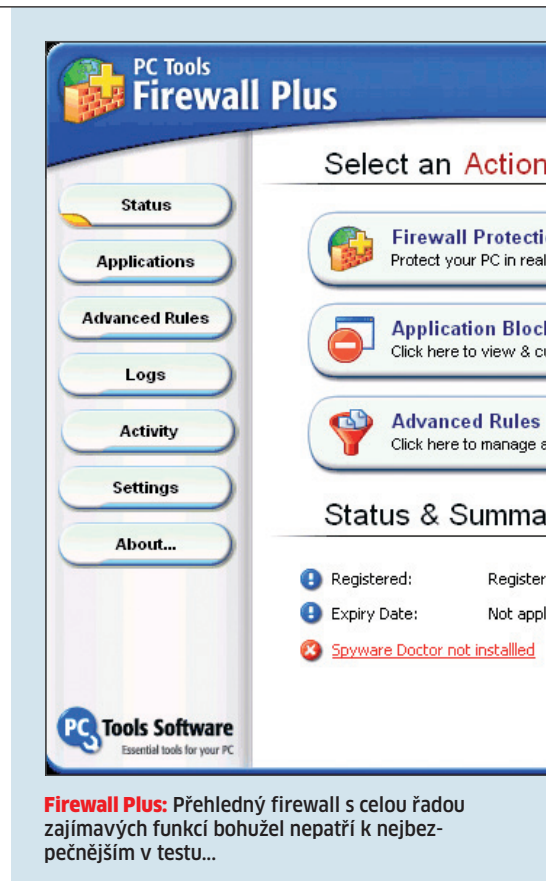 PC Tools
Firewall Plus
Select an Action
Status
Applications
Advanced Rules
Logs
Activity
Settings
About...
Firewall Protecti
Protect your PC in real
Application Block
Click here to view & cu
Advanced Rules
Click here to manage a
Status & Summa
Registered: Register
Expiry Date: Not appl
Spyware Doctor not installled
PC Tools Software
Essential tools for your PC
Firewall Plus: Přehledný firewall s celou řadou
zajímavých funkcí bohužel nepatří k nejbez-
pečnějším v testu...